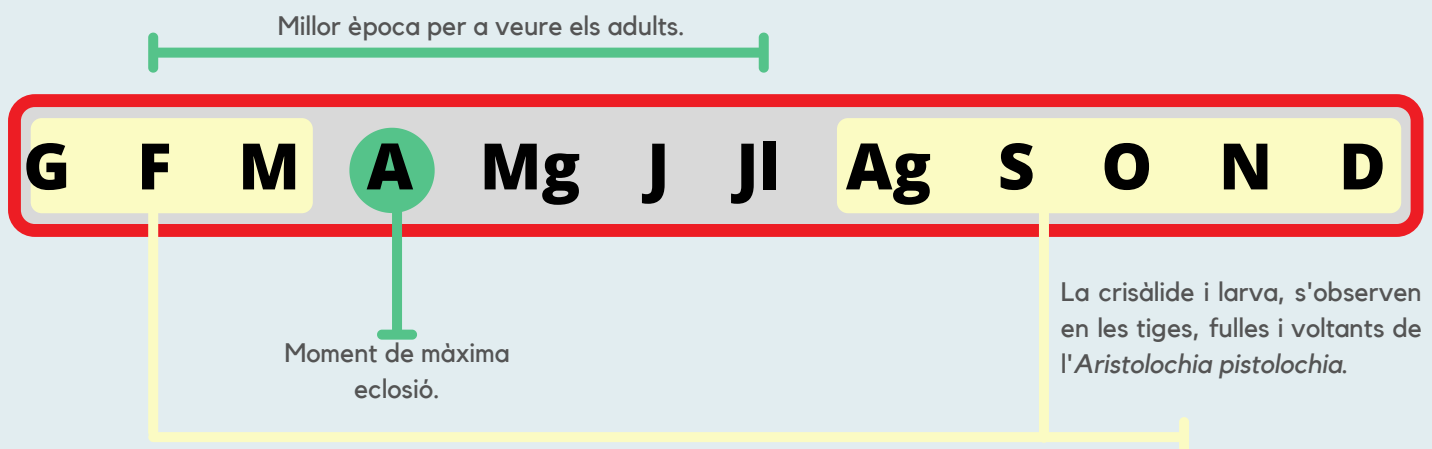 Millor època per a veure els adults.
G F M A Mg J Jl Ag S O N D
La crisàlide i larva, s'observen
en les tiges, fulles i voltants de
l'Aristolochia pistolochia.
Moment de màxima
eclosió.